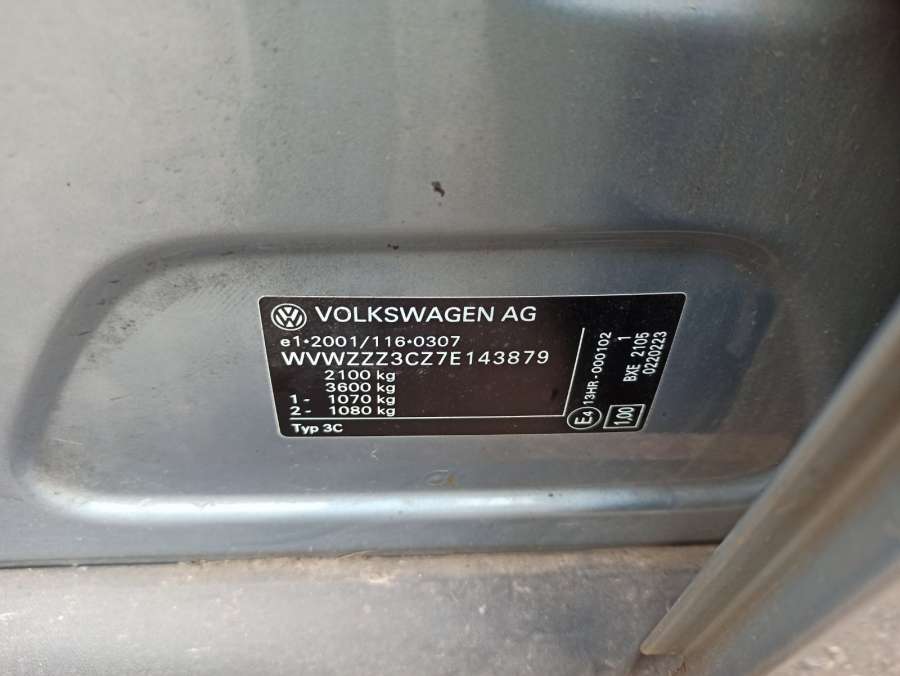 VOLKSWAGEN AG
e1*2001/116*0307
WVWZZZ3CZ7E143879
2100 kg
3600 kg
1- 1070 kg
2- 1080 kg
Typ 3C
E4 13HR-000102
1,00
1
BXE 2105
0220223